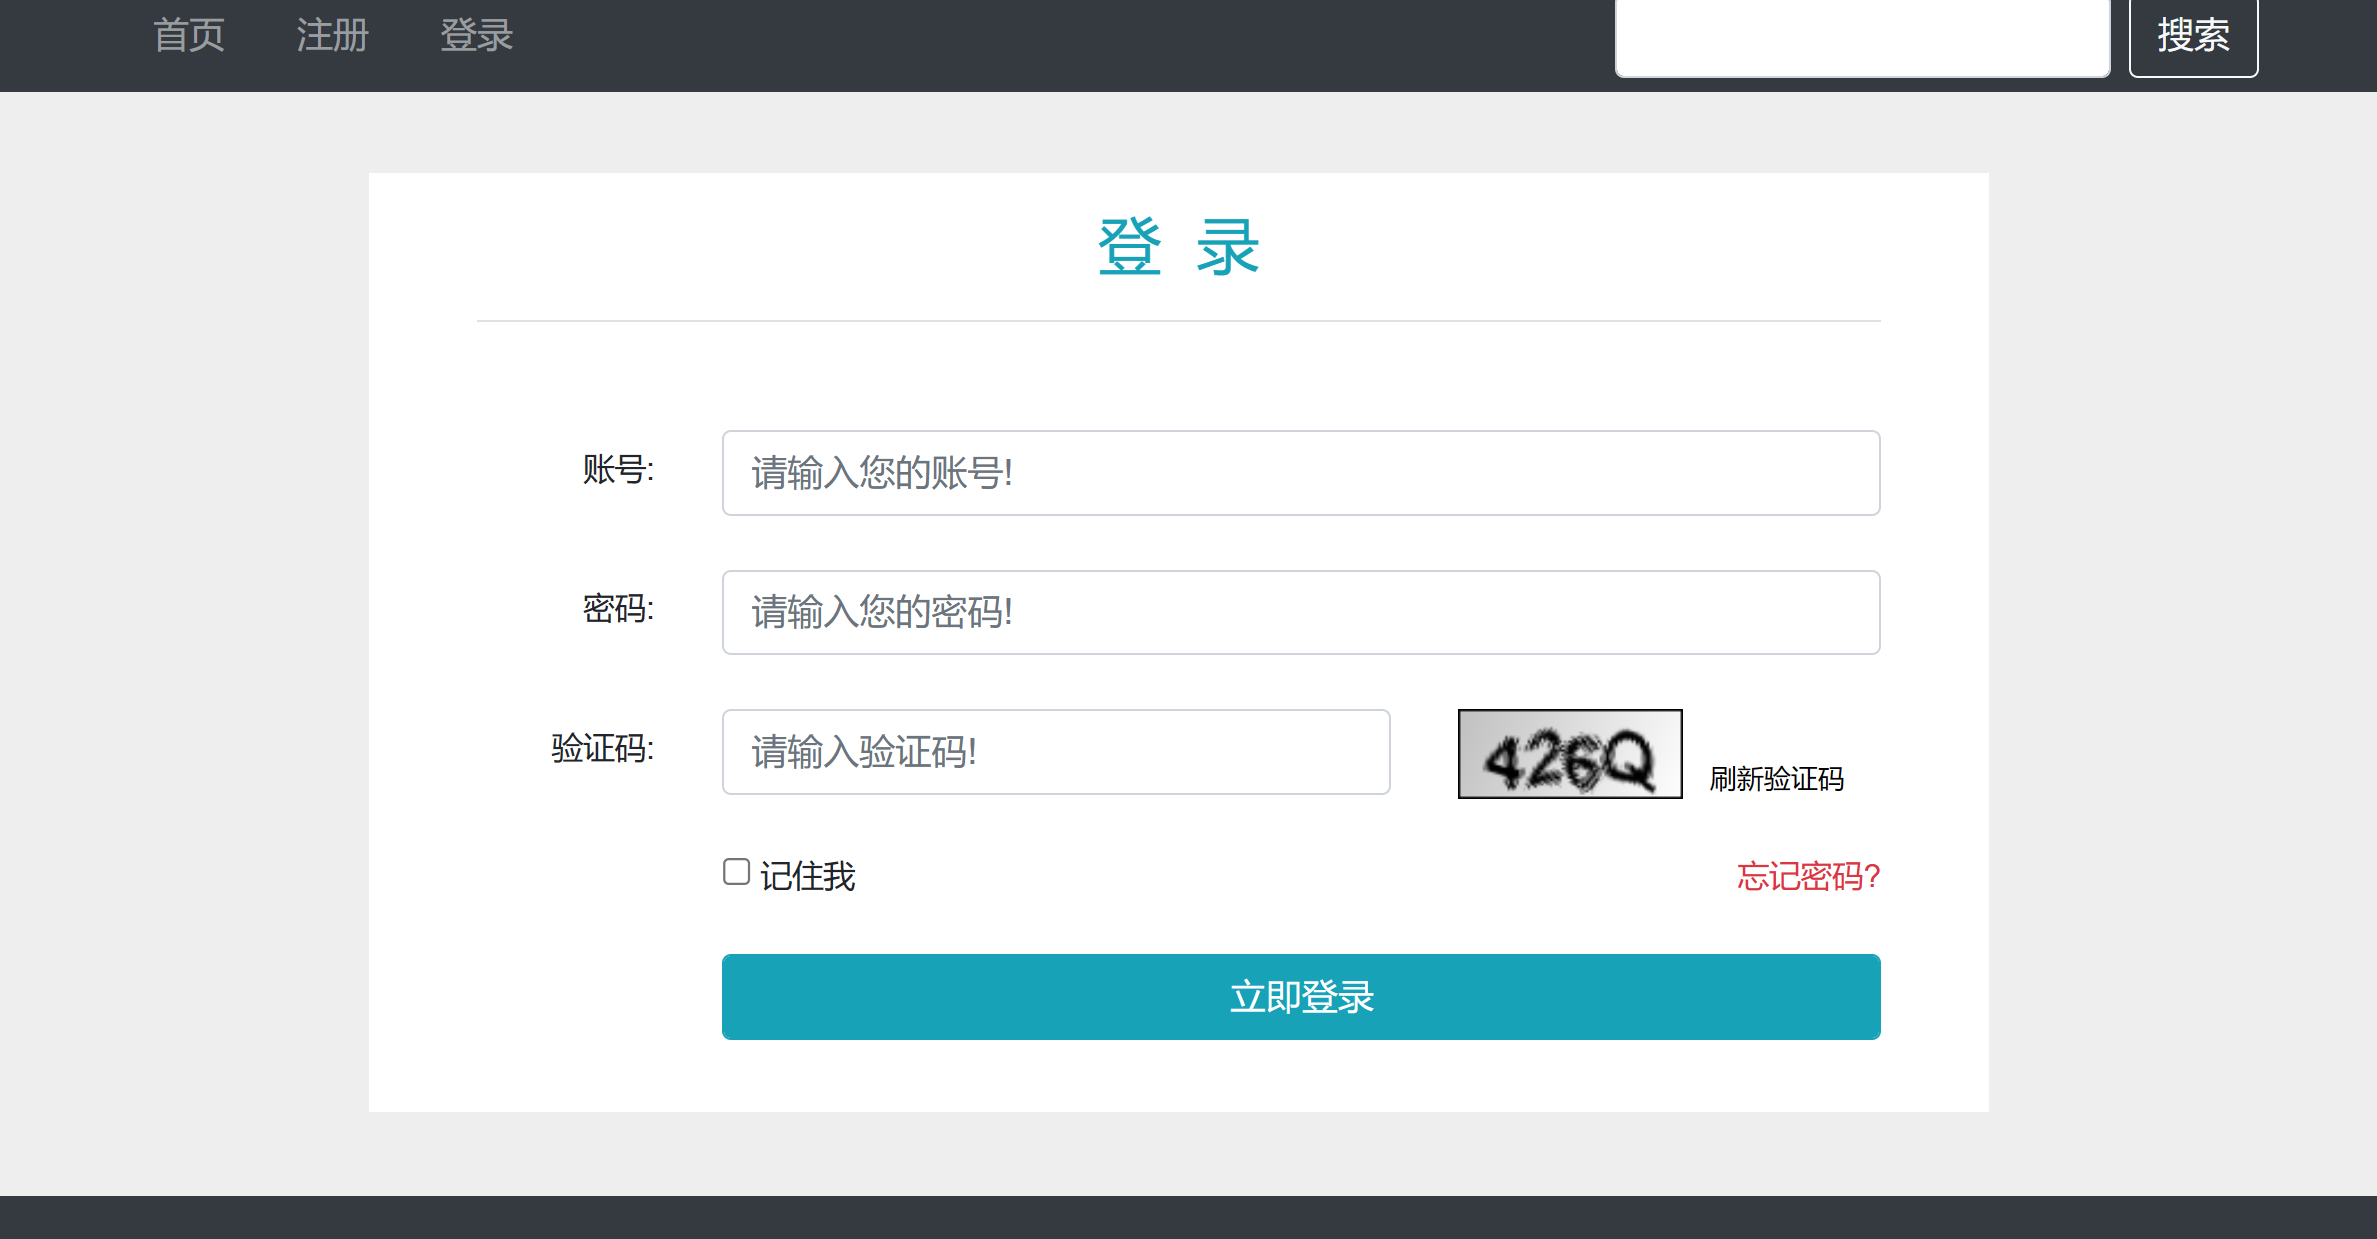 首页 注册 登录 搜索
登 录
账号: 请输入您的账号!
密码: 请输入您的密码!
验证码: 请输入验证码! 426Q 刷新验证码
记住我 忘记密码?
立即登录